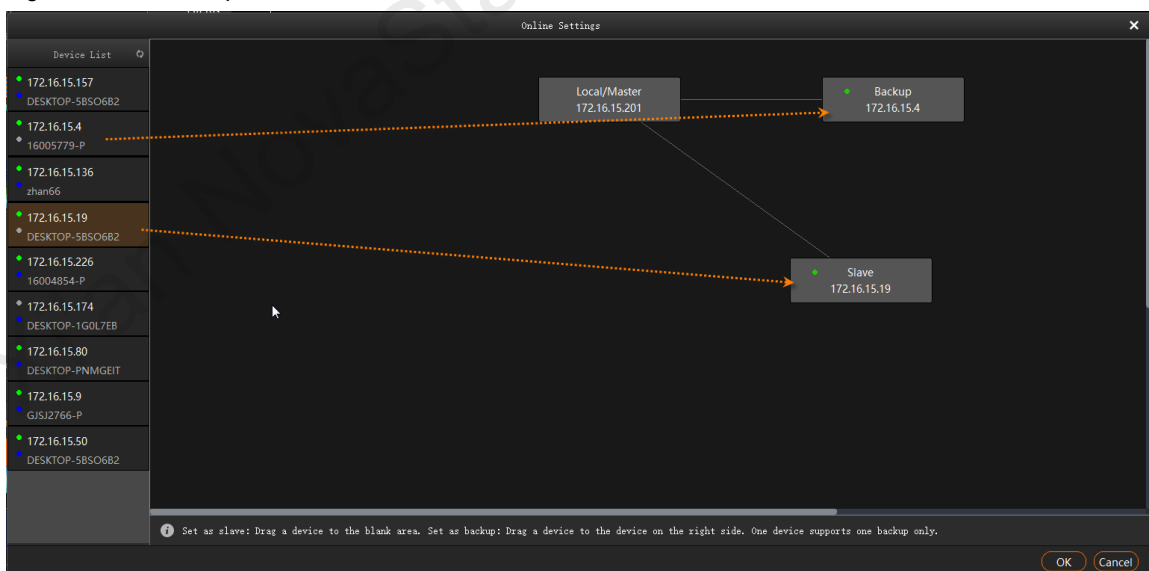 Online Settings
Device List
172.16.15.157
DESKTOP-5BSO6B2
172.16.15.4
16005779-P
172.16.15.136
zhan66
172.16.15.19
DESKTOP-5BSO6B2
172.16.15.226
16004854-P
172.16.15.174
DESKTOP-1G0L7EB
172.16.15.80
DESKTOP-PNMGEIT
172.16.15.9
GJSJ2766-P
172.16.15.50
DESKTOP-5BSO6B2
Local/Master
172.16.15.201
Backup
172.16.15.4
Slave
172.16.15.19
Set as slave: Drag a device to the blank area. Set as backup: Drag a device to the device on the right side. One device supports one backup only.
OK Cancel